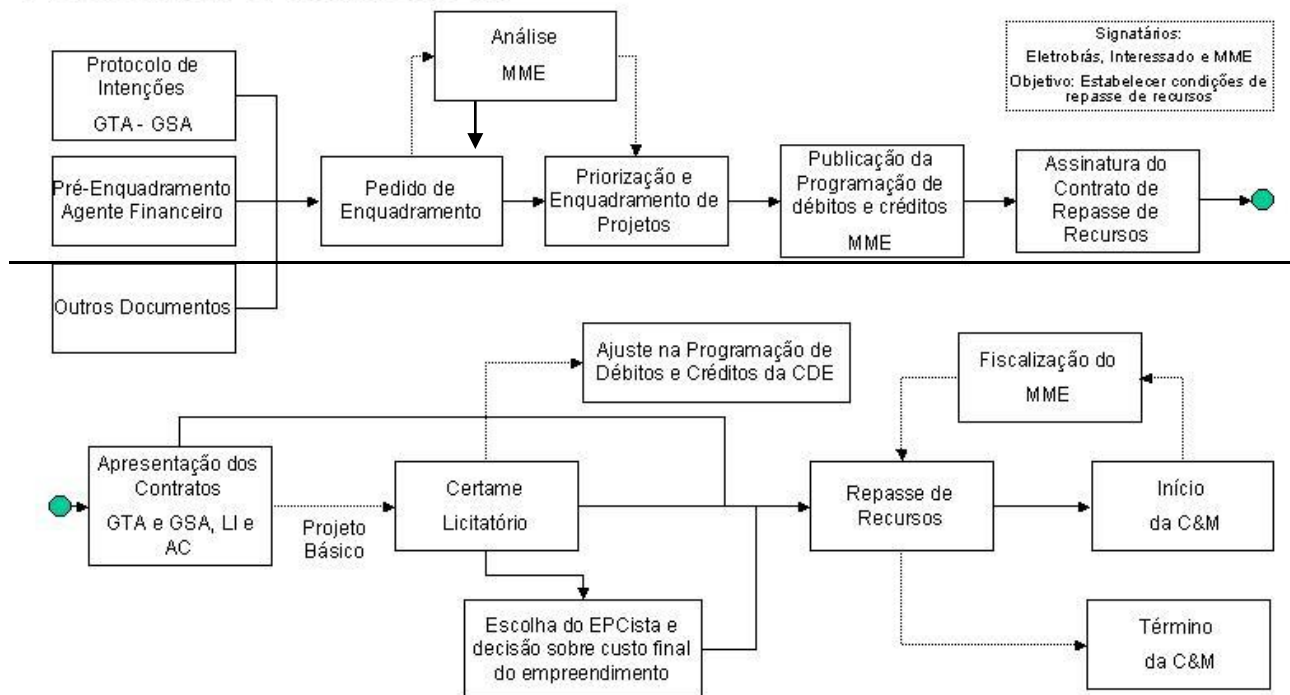 Análise
MME
Signatários:
Eletrobrás, Interessado e MME
Objetivo: Estabelecer condições de
repasse de recursos
Protocolo de
Intenções
GTA - GSA
Pré-Enquadramento
Agente Financeiro
Outros Documentos
Pedido de
Enquadramento
Priorização e
Enquadramento de
Projetos
Publicação da
Programação de
débitos e créditos
MME
Assinatura do
Contrato de
Repasse de
Recursos
Ajuste na Programação de
Débitos e Créditos da CDE
Fiscalização do
MME
Apresentação dos
Contratos
GTA e GSA, LI e
AC
Projeto
Básico
Certame
Licitatório
Repasse de
Recursos
Início
da C&M
Escolha do EPCista e
decisão sobre custo final
do empreendimento
Término
da C&M